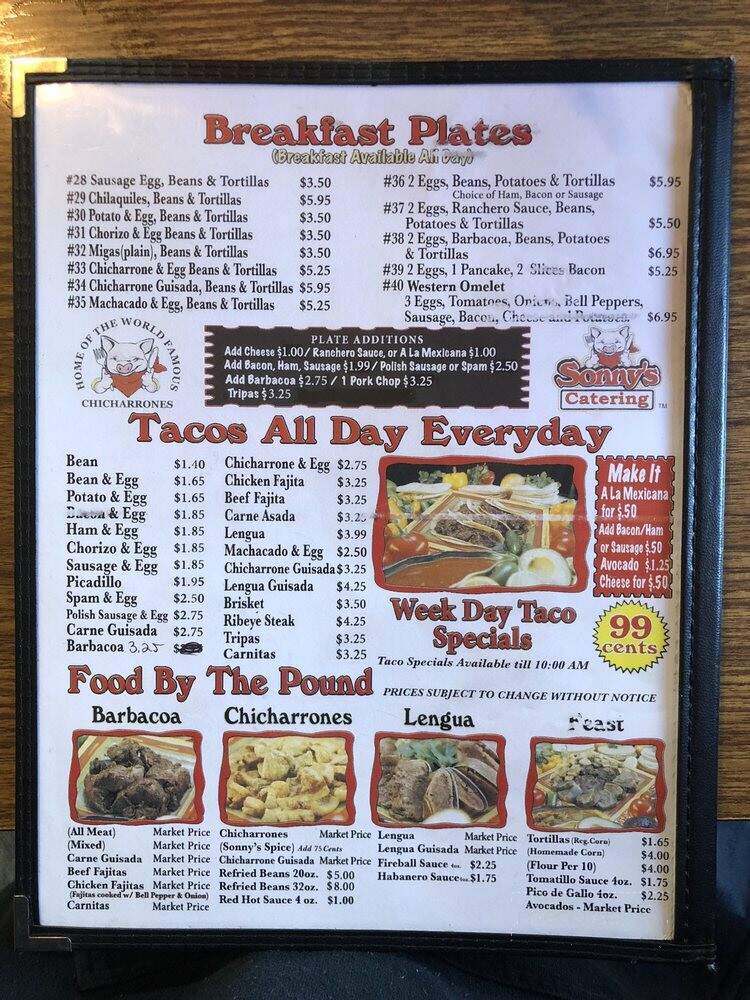 Breakfast Plates
(Breakfast Available All Day)
#28 Sausage Egg, Beans & Tortillas $3.50
#29 Chilaquiles, Beans & Tortillas $5.95
#30 Potato & Egg, Beans & Tortillas $3.50
#31 Chorizo & Egg Beans & Tortillas $3.50
#32 Migas(plain), Beans & Tortillas $3.50
#33 Chicharrone & Egg Beans & Tortillas $5.25
#34 Chicharrone Guisada, Beans & Tortillas $5.95
#35 Machacado & Egg, Beans & Tortillas $5.25
#36 2 Eggs, Beans, Potatoes & Tortillas $5.95
Choice of Ham, Bacon or Sausage
#37 2 Eggs, Ranchero Sauce, Beans,
Potatoes & Tortillas $5.50
#38 2 Eggs, Barbacoa, Beans, Potatoes
& Tortillas $6.95
#39 2 Eggs, 1 Pancake, 2 Slices Bacon $5.25
#40 Western Omelet
3 Eggs, Tomatoes, Onions, Bell Peppers,
Sausage, Bacon, Cheese and Potatoes. $6.95
HOME OF THE WORLD FAMOUS
CHICHARRONES
PLATE ADDITIONS
Add Cheese $1.00 / Ranchero Sauce, or A La Mexicana $1.00
Add Bacon, Ham, Sausage $1.99 / Polish Sausage or Spam $2.50
Add Barbacoa $2.75 / 1 Pork Chop $3.25
Tripas $3.25
Sonny's
Catering TM
Tacos All Day Everyday
Bean $1.40
Bean & Egg $1.65
Potato & Egg $1.65
Bacon & Egg $1.85
Ham & Egg $1.85
Chorizo & Egg $1.85
Sausage & Egg $1.85
Picadillo $1.95
Spam & Egg $2.50
Polish Sausage & Egg $2.75
Carne Guisada $2.75
Barbacoa 3.25 $
Chicharrone & Egg $2.75
Chicken Fajita $3.25
Beef Fajita $3.25
Carne Asada $3.25
Lengua $3.99
Machacado & Egg $2.50
Chicharrone Guisada $3.25
Lengua Guisada $4.25
Brisket $3.50
Ribeye Steak $4.25
Tripas $3.25
Carnitas $3.25
Make It
A La Mexicana
for $.50
Add Bacon/Ham
or Sausage $.50
Avocado $1.25
Cheese for $.50
Week Day Taco
Specials
99
cents
Taco Specials Available till 10:00 AM
Food By The Pound
PRICES SUBJECT TO CHANGE WITHOUT NOTICE
Barbacoa
(All Meat) Market Price
(Mixed) Market Price
Carne Guisada Market Price
Beef Fajitas Market Price
Chicken Fajitas Market Price
(Fajitas cooked w/ Bell Pepper & Onion)
Carnitas Market Price
Chicharrones
Chicharrones Market Price
(Sonny's Spice) Add 75 Cents
Chicharrone Guisada Market Price
Refried Beans 20oz. $5.00
Refried Beans 32oz. $8.00
Red Hot Sauce 4 oz. $1.00
Lengua
Lengua Market Price
Lengua Guisada Market Price
Fireball Sauce 4oz. $2.25
Habanero Sauce 4oz. $1.75
Feast
Tortillas (Reg.Corn) $1.65
(Homemade Corn) $4.00
(Flour Per 10) $4.00
Tomatillo Sauce 4oz. $1.75
Pico de Gallo 4oz. $2.25
Avocados - Market Price